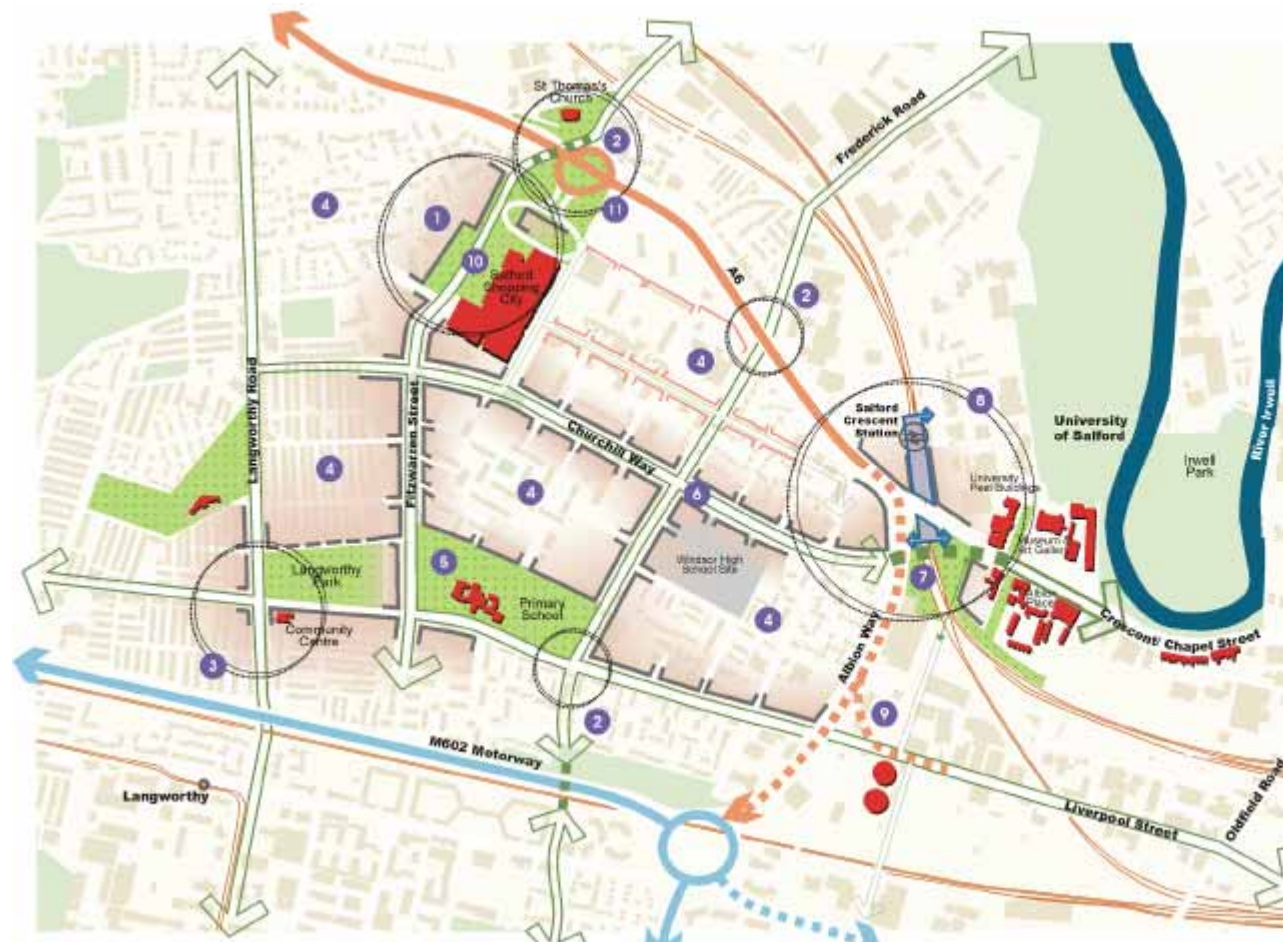 St Thomas's
Church
2
Frederick Road
4
1
11
10
Salford
Shopping
City
A6
2
4
Langworthy Road
Fitzwarren Street
Churchill Way
Salford
Crescent
Station
8
University
of Salford
River Irwell
Irwell
Park
4
4
6
University
Peel Buildings
Museum
Art Gallery
Windsor High
School Site
5
Langworthy
Park
Primary
School
7
4
Community
Centre
3
Albion Way
Crescent/ Chapel Street
2
9
M602 Motorway
Langworthy
Liverpool Street
Oldfield Road